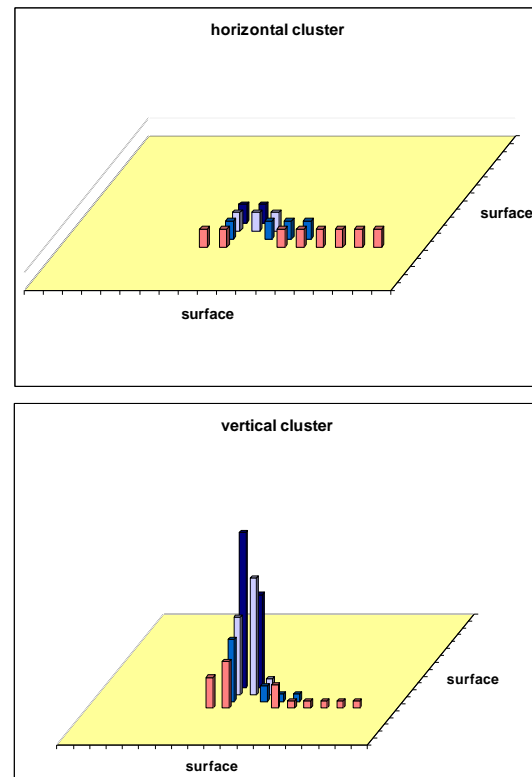 horizontal cluster
surface
surface
vertical cluster
surface
surface